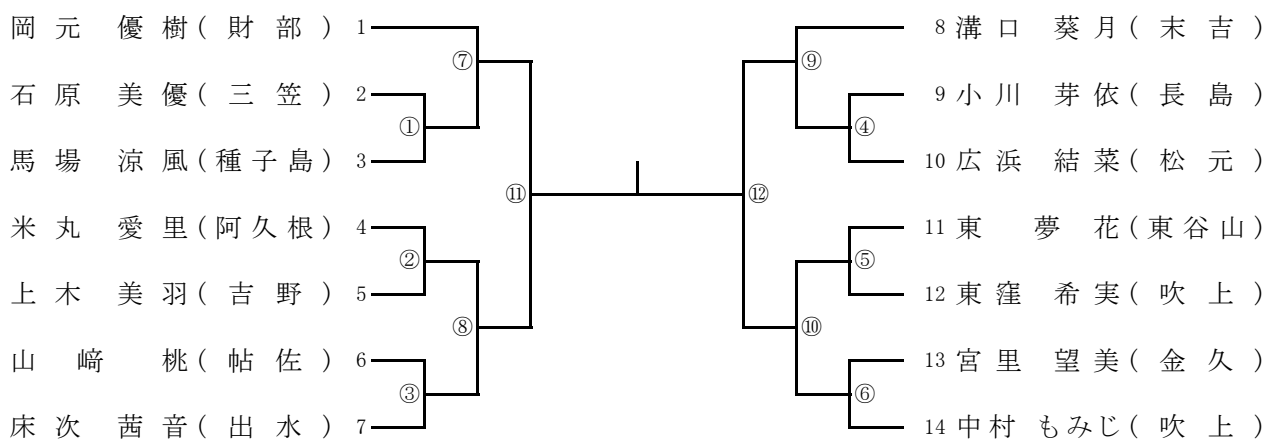 岡元 優樹(財部) 1
⑦
石原 美優(三笠) 2
①
馬場 涼風(種子島) 3
⑪
米丸 愛里(阿久根) 4
②
上木 美羽(吉野) 5
⑧
山﨑 桃(帖佐) 6
③
床次 茜音(出水) 7
8 溝口 葵月(末吉)
⑨
9 小川 芽依(長島)
④
10 広浜 結菜(松元)
⑫
11 東 夢花(東谷山)
⑤
12 東窪 希実(吹上)
⑩
13 宮里 望美(金久)
⑥
14 中村 もみじ(吹上)